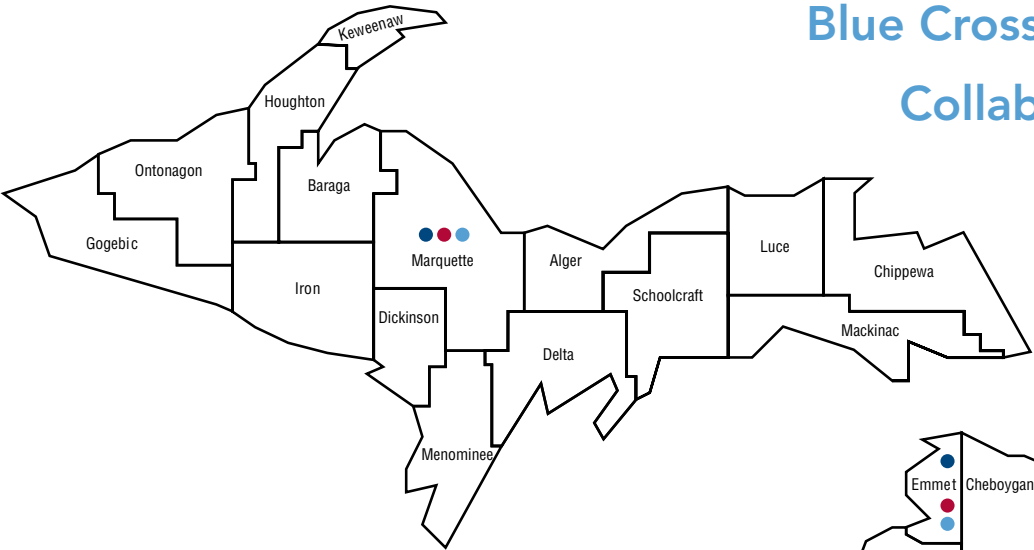 Blue Cross
Collab
Keweenaw
Houghton
Ontonagon
Baraga
Gogebic
Marquette
Alger
Luce
Chippewa
Iron
Schoolcraft
Dickinson
Mackinac
Delta
Menominee
Emmet
Cheboygan